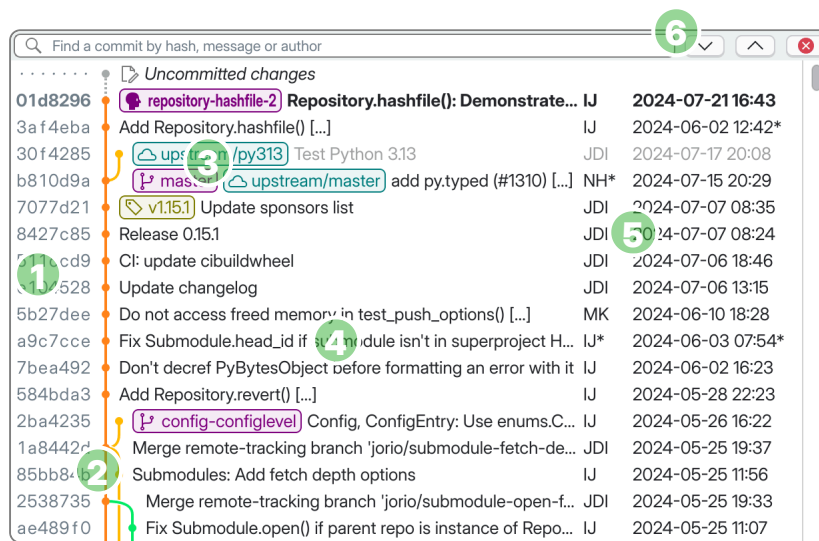 6
Find a commit by hash, message or author
Uncommitted changes
01d8296 repository-hashfile-2 Repository.hashfile(): Demonstrate... IJ 2024-07-21 16:43
3af4eba Add Repository.hashfile() [...] IJ 2024-06-02 12:42*
30f4285 /py313 Test Python 3.13 JDI 2024-07-17 20:08
3
b810d9a master upstream/master add py.typed (#1310) [...] NH* 2024-07-15 20:29
7077d21 v1.15.1 Update sponsors list JDI 2024-07-07 08:35
8427c85 Release 0.15.1 JDI 2024-07-07 08:24
5
CI: update cibuildwheel JDI 2024-07-06 18:46
1
Update changelog JDI 2024-07-06 13:15
5b27dee Do not access freed memory in test_push_options() [...] MK 2024-06-10 18:28
a9c7cce Fix Submodule.head_id if submodule isn't in superproject H... IJ* 2024-06-03 07:54*
4
7bea492 Don't decref PyBytesObject before formatting an error with it IJ 2024-06-02 16:23
584bda3 Add Repository.revert() [...] IJ 2024-05-28 22:23
2ba4235 config-configlevel Config, ConfigEntry: Use enums.C... IJ 2024-05-26 16:22
1a8442d Merge remote-tracking branch 'jorio/submodule-fetch-de... JDI 2024-05-25 19:37
2
Submodules: Add fetch depth options IJ 2024-05-25 11:56
2538735 Merge remote-tracking branch 'jorio/submodule-open-f... JDI 2024-05-25 19:33
ae489f0 Fix Submodule.open() if parent repo is instance of Repo... IJ 2024-05-25 11:07